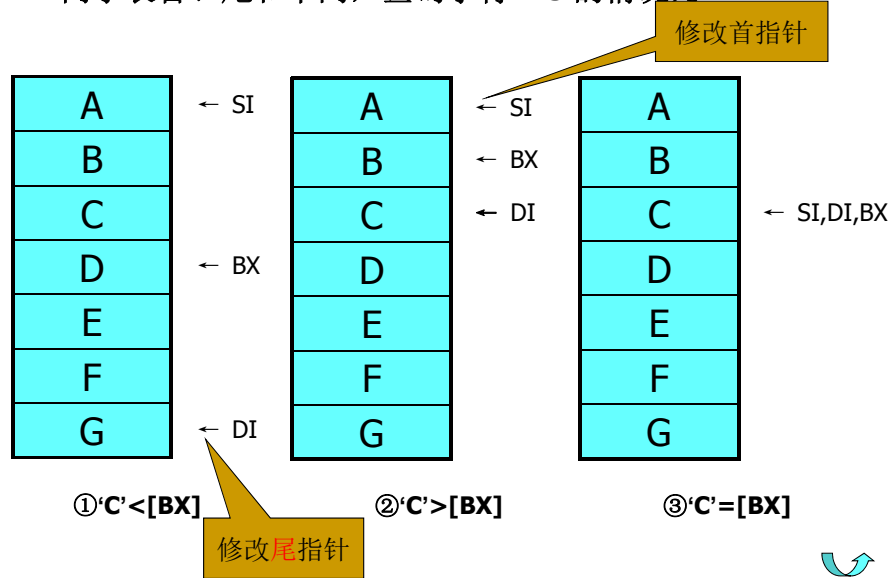 修改首指针
A ← SI
B
C
D ← BX
E
F
G ← DI
①‘C’<[BX]
修改尾指针
A ← SI
B ← BX
C ← DI
D
E
F
G
②‘C’>[BX]
A
B
C ← SI,DI,BX
D
E
F
G
③‘C’=[BX]